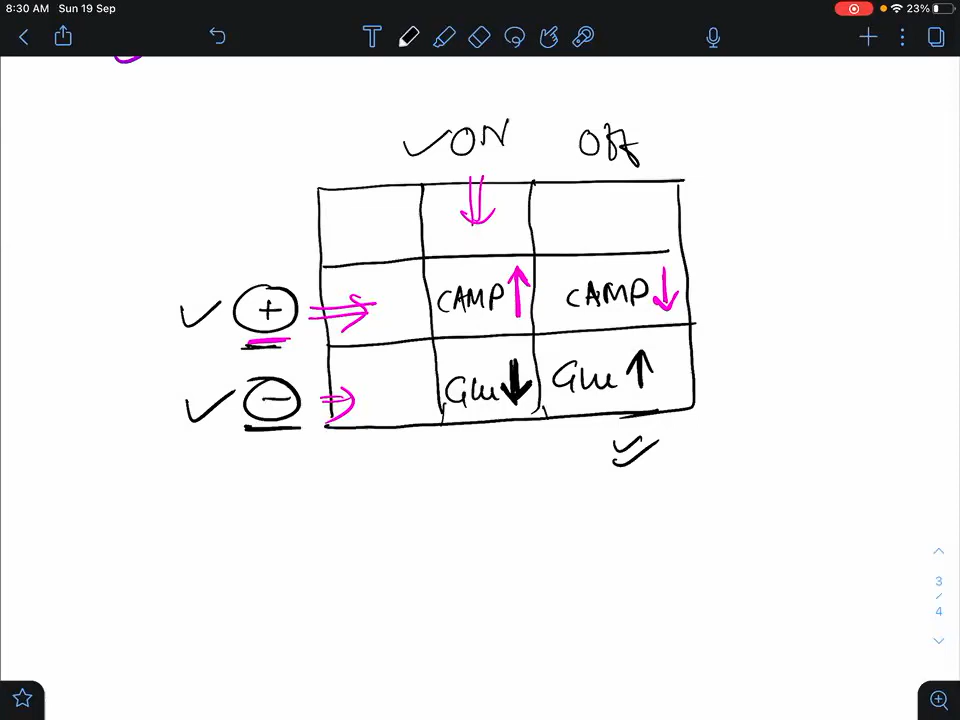 8:30 AM Sun 19 Sep 23%
T
ON Off
+ CAMP ↑ CAMP ↓
− Glu ↓ Glu ↑
3
/
4